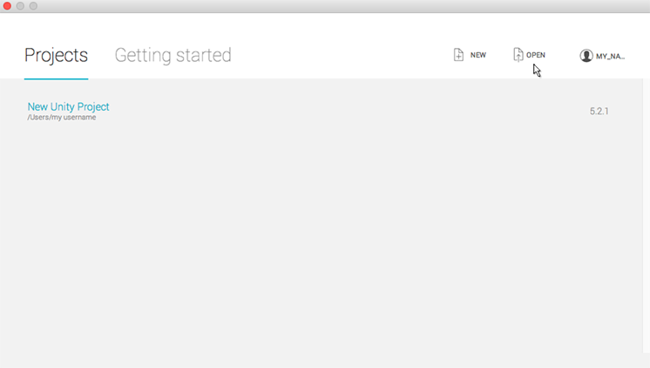 Projects Getting started NEW OPEN MY_NA...
New Unity Project
/Users/my username
5.2.1